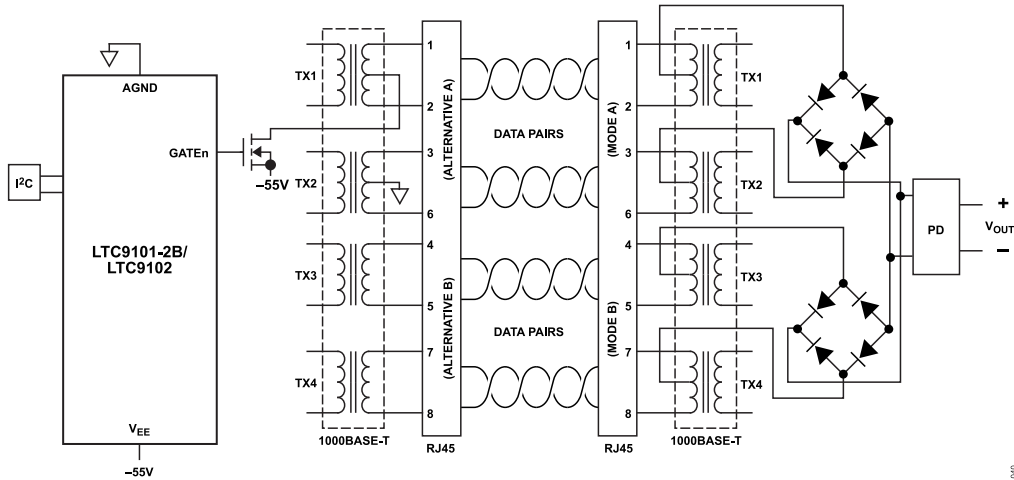 AGND
GATEn
I²C
–55V
LTC9101-2B/
LTC9102
VEE
–55V
TX1
TX2
TX3
TX4
1000BASE-T
1
2
3
6
4
5
7
8
(ALTERNATIVE A)
(ALTERNATIVE B)
RJ45
DATA PAIRS
DATA PAIRS
(MODE A)
(MODE B)
1
2
3
6
4
5
7
8
RJ45
TX1
TX2
TX3
TX4
1000BASE-T
PD
+
VOUT
–
040